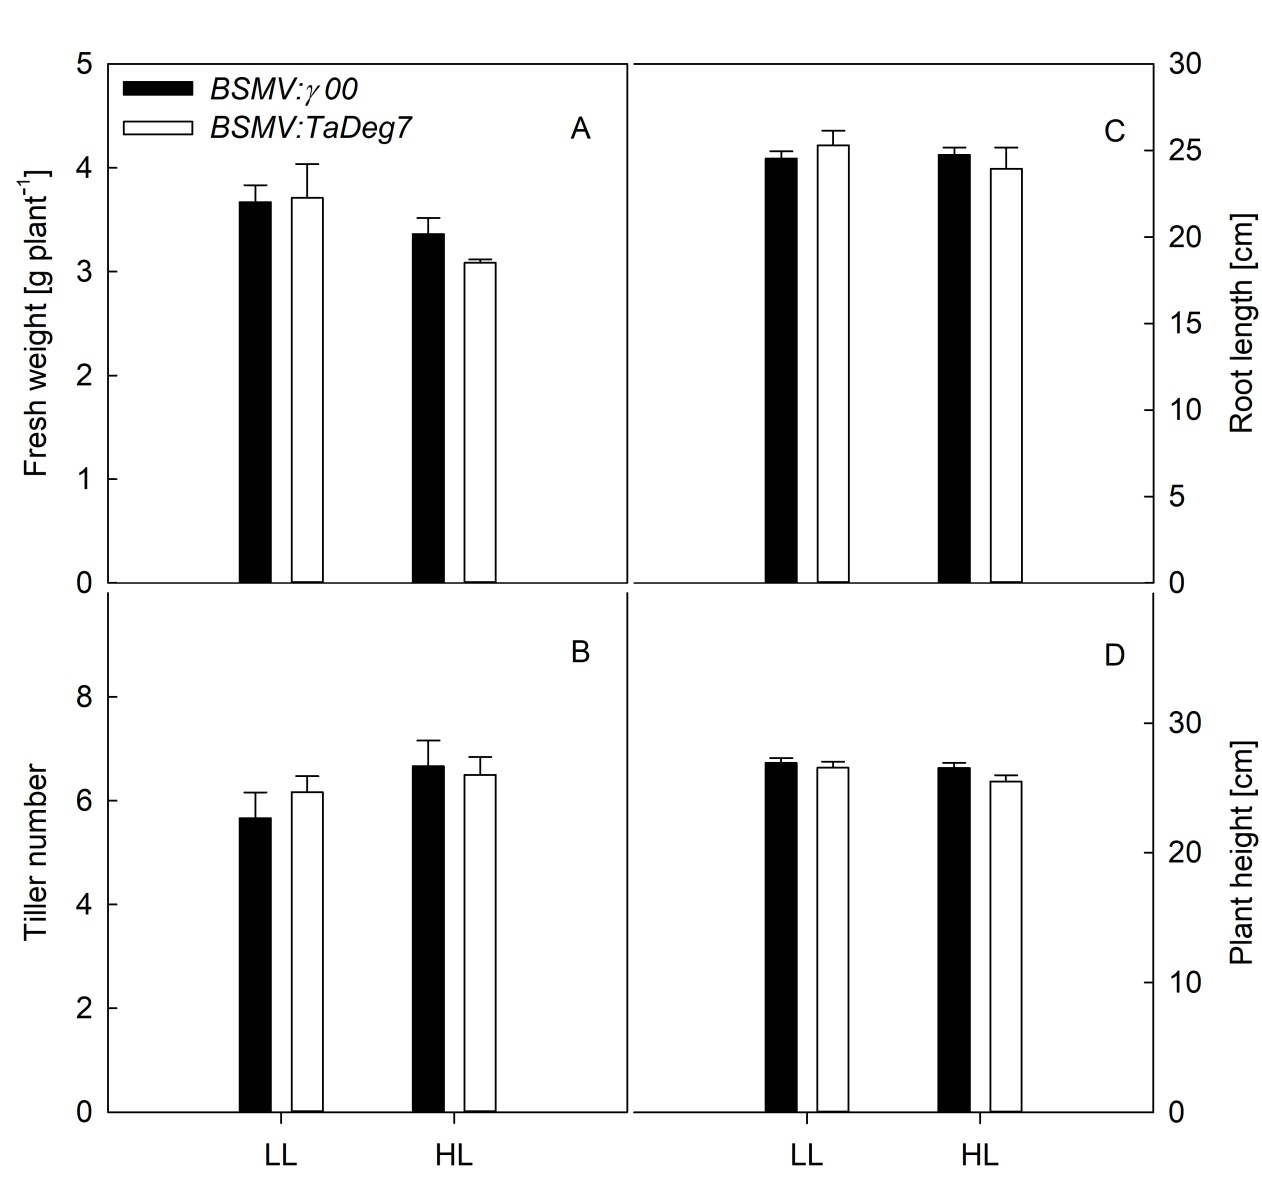 BSMV:γ00
BSMV:TaDeg7
A
Fresh weight [g plant⁻¹]
5
4
3
2
1
0
C
30
25
20
15
10
5
0
Root length [cm]
B
Tiller number
8
6
4
2
0
LL
HL
D
30
20
10
0
Plant height [cm]
LL
HL